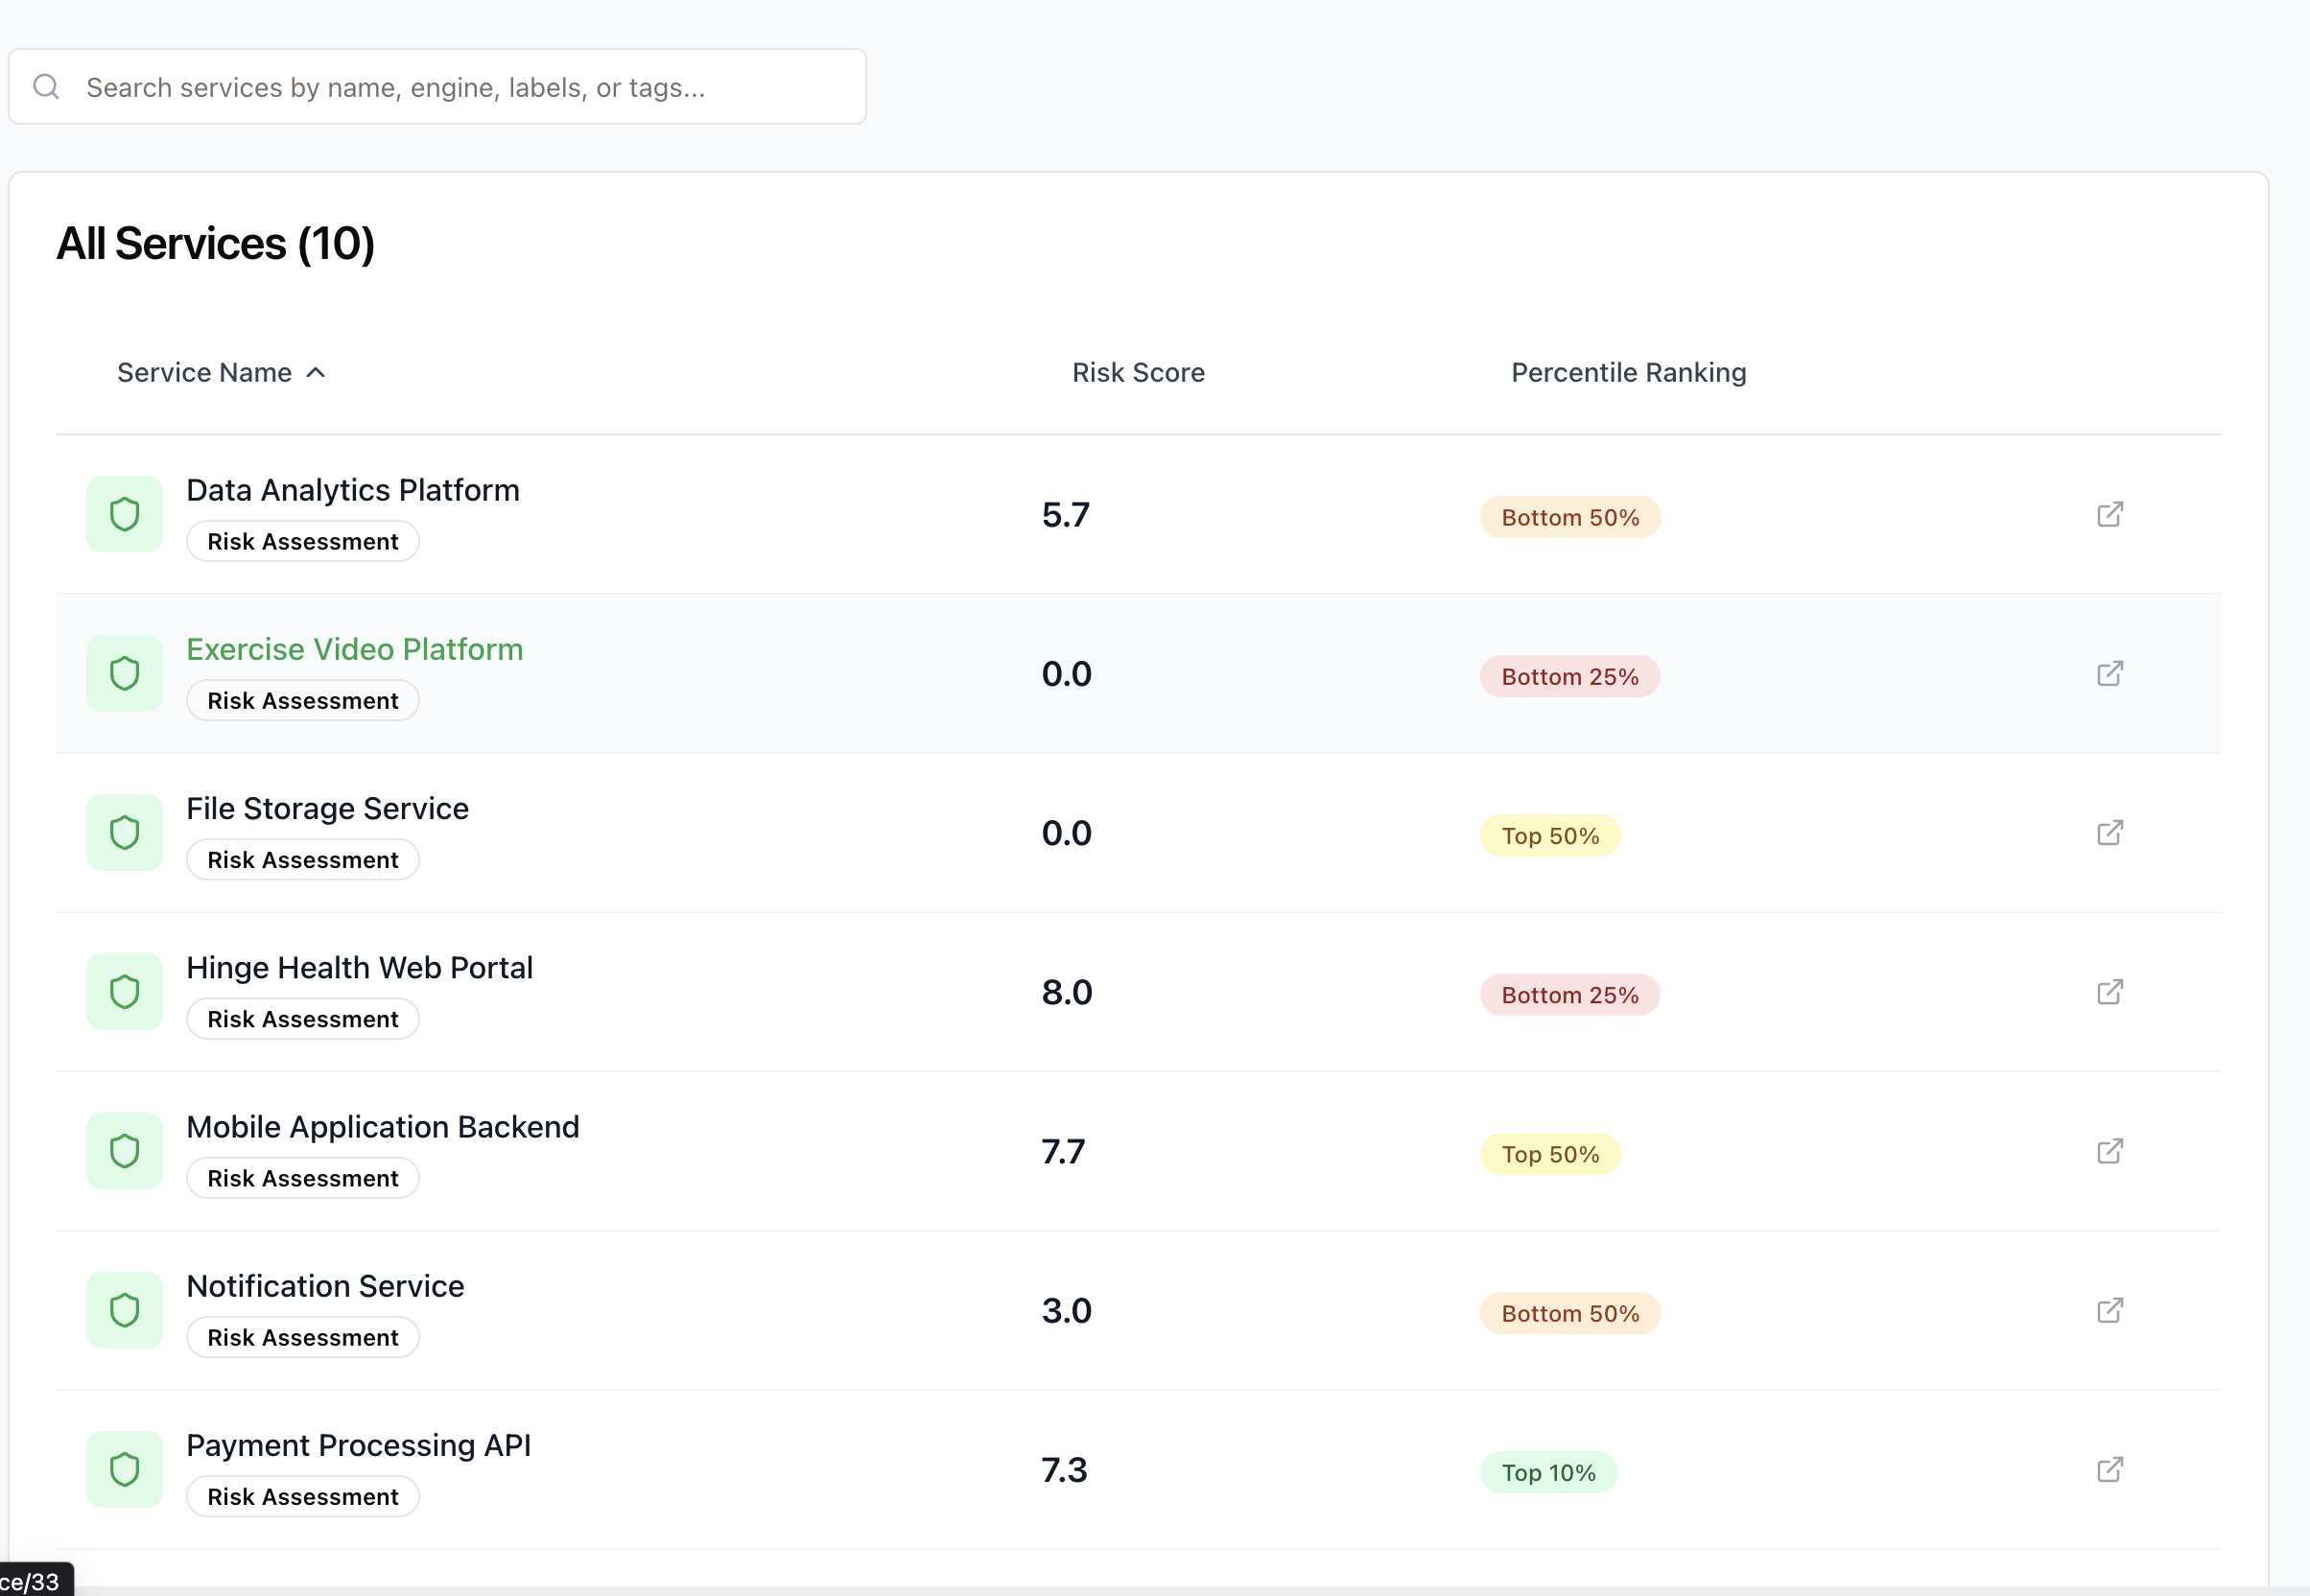 Search services by name, engine, labels, or tags...
All Services (10)
Service Name
Risk Score
Percentile Ranking
Data Analytics Platform
Risk Assessment
5.7
Bottom 50%
Exercise Video Platform
Risk Assessment
0.0
Bottom 25%
File Storage Service
Risk Assessment
0.0
Top 50%
Hinge Health Web Portal
Risk Assessment
8.0
Bottom 25%
Mobile Application Backend
Risk Assessment
7.7
Top 50%
Notification Service
Risk Assessment
3.0
Bottom 50%
Payment Processing API
Risk Assessment
7.3
Top 10%
ce/33